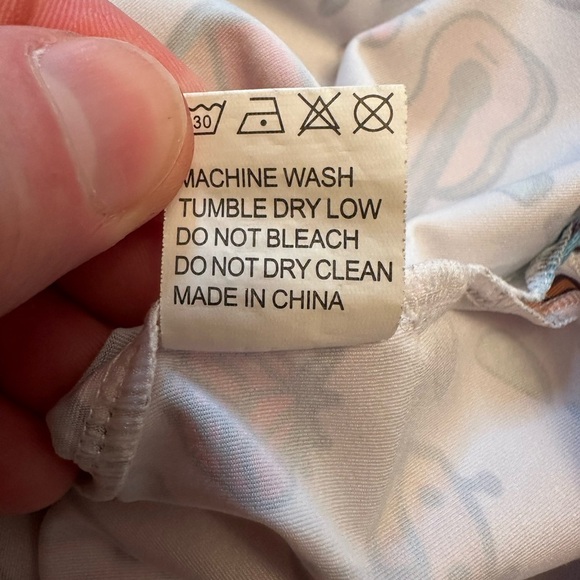 30
MACHINE WASH
TUMBLE DRY LOW
DO NOT BLEACH
DO NOT DRY CLEAN
MADE IN CHINA